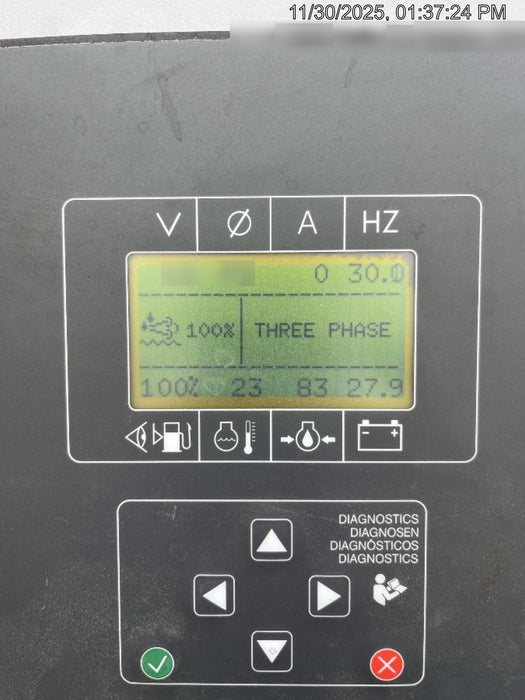 11/30/2025, 01:37:24 PM
V Ø A HZ
0 30.0
100% THREE PHASE
100% 23 83 27.9
- +
DIAGNOSTICS
DIAGNOSEN
DIAGNÓSTICOS
DIAGNOSTICS